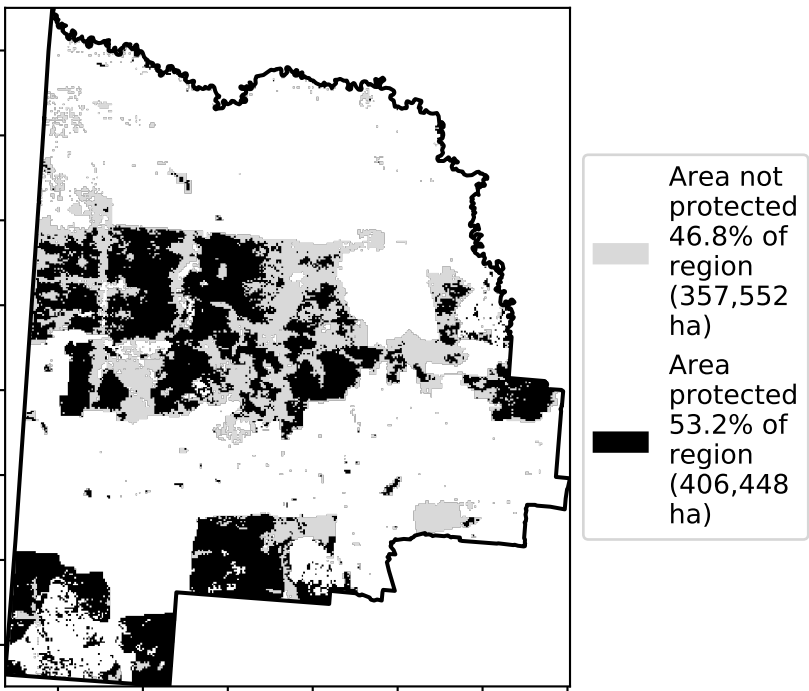 Area not
protected
46.8% of
region
(357,552
ha)
Area
protected
53.2% of
region
(406,448
ha)